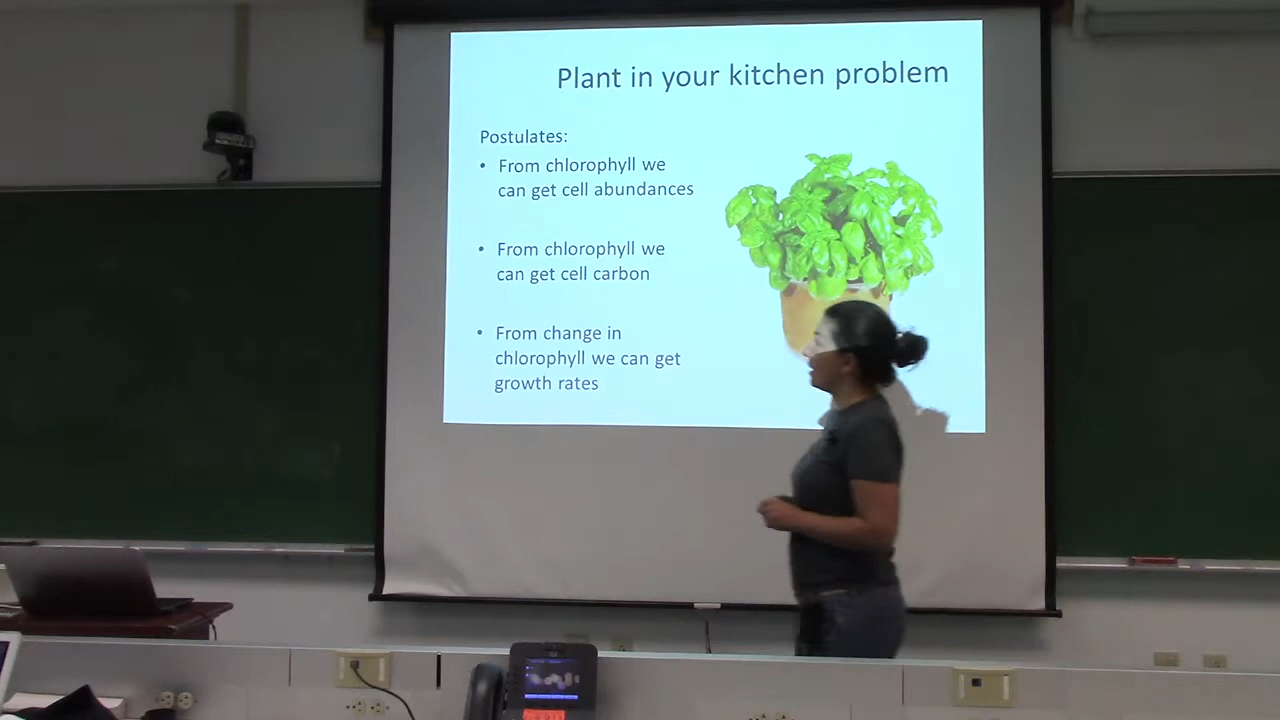 Plant in your kitchen problem
Postulates:
• From chlorophyll we
can get cell abundances
• From chlorophyll we
can get cell carbon
• From change in
chlorophyll we can get
growth rates